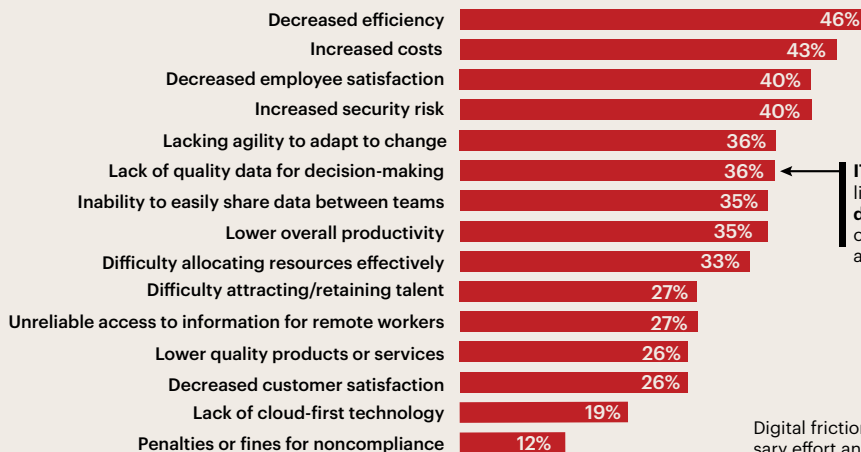 Decreased efficiency 46%
Increased costs 43%
Decreased employee satisfaction 40%
Increased security risk 40%
Lacking agility to adapt to change 36%
Lack of quality data for decision-making 36%
Inability to easily share data between teams 35%
Lower overall productivity 35%
Difficulty allocating resources effectively 33%
Difficulty attracting/retaining talent 27%
Unreliable access to information for remote workers 27%
Lower quality products or services 26%
Decreased customer satisfaction 26%
Lack of cloud-first technology 19%
Penalties or fines for noncompliance 12%
Digital friction
sary effort an